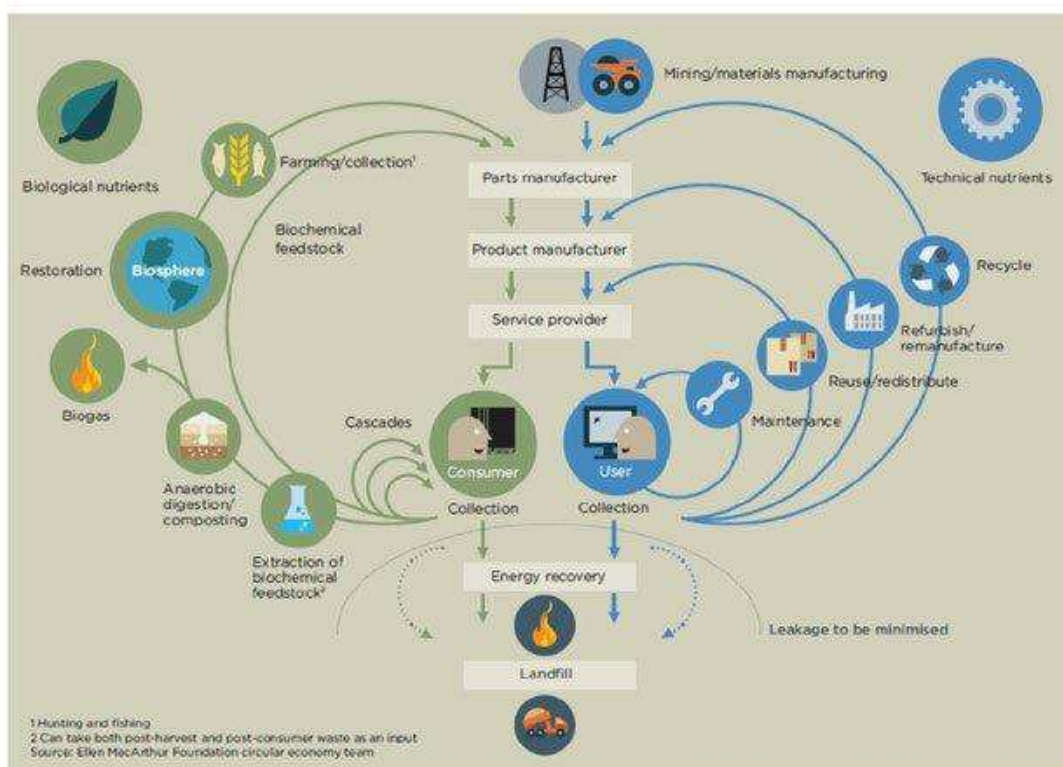 Mining/materials manufacturing
Biological nutrients
Farming/collection¹
Parts manufacturer
Technical nutrients
Biochemical
feedstock
Product manufacturer
Restoration
Biosphere
Recycle
Service provider
Refurbish/
remanufacture
Reuse/redistribute
Biogas
Cascades
Maintenance
Consumer
User
Anaerobic
digestion/
composting
Collection
Collection
Extraction of
biochemical
feedstock²
Energy recovery
Leakage to be minimised
Landfill
1 Hunting and fishing
2 Can take both post-harvest and post-consumer waste as an input
Source: Ellen MacArthur Foundation circular economy team